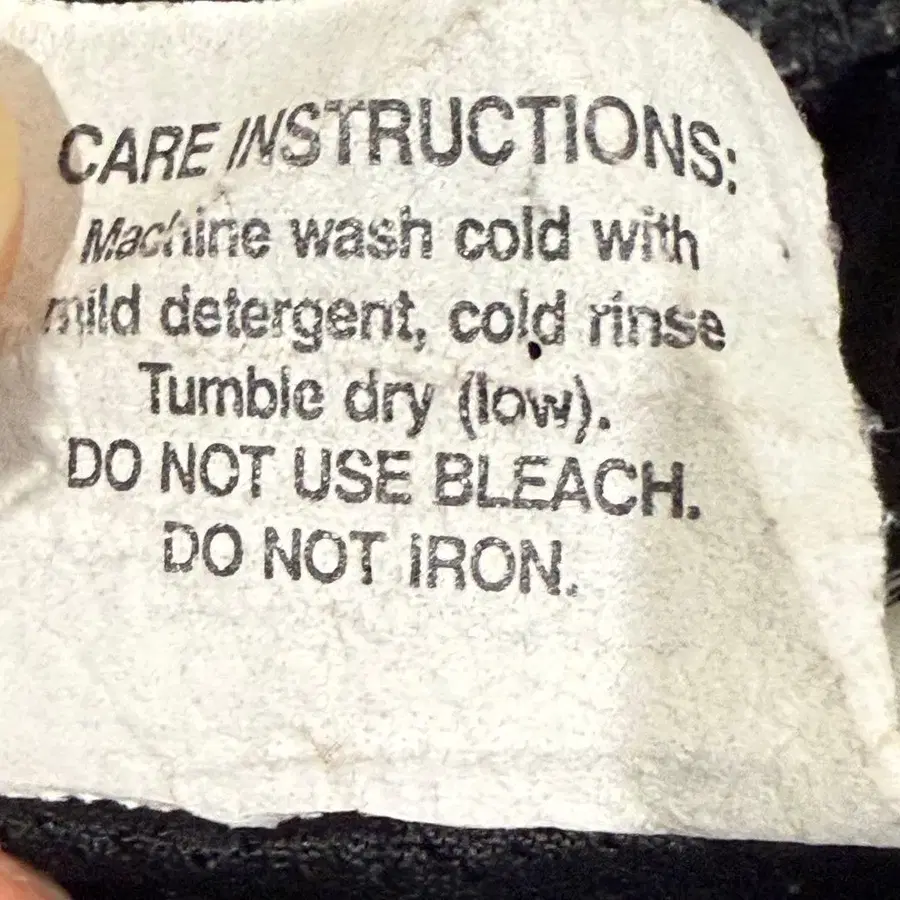 CARE INSTRUCTIONS:
Machine wash cold with
mild detergent, cold rinse
Tumble dry (low).
DO NOT USE BLEACH.
DO NOT IRON.